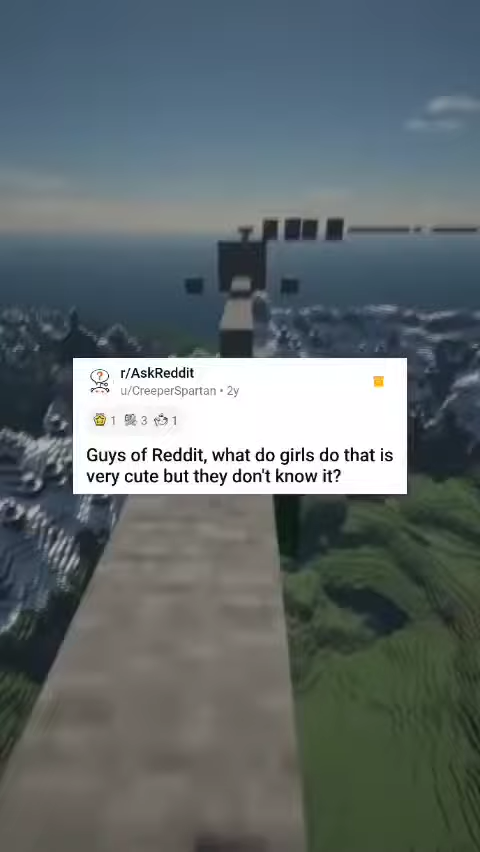 r/AskReddit
u/CreeperSpartan • 2y
1 3 1
Guys of Reddit, what do girls do that is
very cute but they don't know it?